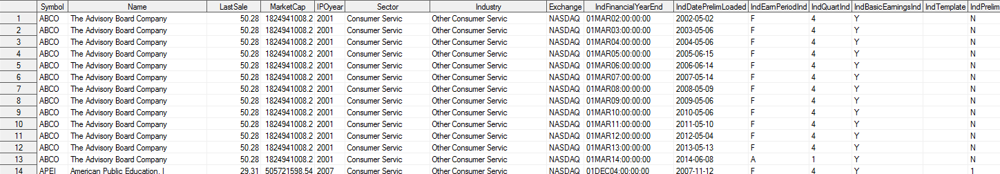 Symbol Name LastSale MarketCap IPOyear Sector Industry Exchange IndFinancialYearEnd IndDatePrelimLoaded IndEarnPeriodInd IndQuartInd IndBasicEarningsInd IndTemplate IndPrelim
1 ABCO The Advisory Board Company 50.28 1824941008.2 2001 Consumer Servic Other Consumer Servic NASDAQ 01MAR02:00:00:00 2002-05-02 F 4 Y N
2 ABCO The Advisory Board Company 50.28 1824941008.2 2001 Consumer Servic Other Consumer Servic NASDAQ 01MAR03:00:00:00 2003-05-06 F 4 Y N
3 ABCO The Advisory Board Company 50.28 1824941008.2 2001 Consumer Servic Other Consumer Servic NASDAQ 01MAR04:00:00:00 2004-05-06 F 4 Y N
4 ABCO The Advisory Board Company 50.28 1824941008.2 2001 Consumer Servic Other Consumer Servic NASDAQ 01MAR05:00:00:00 2005-06-15 F 4 Y N
5 ABCO The Advisory Board Company 50.28 1824941008.2 2001 Consumer Servic Other Consumer Servic NASDAQ 01MAR06:00:00:00 2006-06-14 F 4 Y N
6 ABCO The Advisory Board Company 50.28 1824941008.2 2001 Consumer Servic Other Consumer Servic NASDAQ 01MAR07:00:00:00 2007-05-14 F 4 Y N
7 ABCO The Advisory Board Company 50.28 1824941008.2 2001 Consumer Servic Other Consumer Servic NASDAQ 01MAR08:00:00:00 2008-05-09 F 4 Y N
8 ABCO The Advisory Board Company 50.28 1824941008.2 2001 Consumer Servic Other Consumer Servic NASDAQ 01MAR09:00:00:00 2009-05-06 F 4 Y N
9 ABCO The Advisory Board Company 50.28 1824941008.2 2001 Consumer Servic Other Consumer Servic NASDAQ 01MAR10:00:00:00 2010-05-06 F 4 Y N
10 ABCO The Advisory Board Company 50.28 1824941008.2 2001 Consumer Servic Other Consumer Servic NASDAQ 01MAR11:00:00:00 2011-05-10 F 4 Y N
11 ABCO The Advisory Board Company 50.28 1824941008.2 2001 Consumer Servic Other Consumer Servic NASDAQ 01MAR12:00:00:00 2012-05-04 F 4 Y N
12 ABCO The Advisory Board Company 50.28 1824941008.2 2001 Consumer Servic Other Consumer Servic NASDAQ 01MAR13:00:00:00 2013-05-13 F 4 Y N
13 ABCO The Advisory Board Company 50.28 1824941008.2 2001 Consumer Servic Other Consumer Servic NASDAQ 01MAR14:00:00:00 2014-06-08 A 1 Y N
14 APEI American Public Education, I 29.31 505721598.54 2007 Consumer Servic Other Consumer Servic NASDAQ 01DEC04:00:00:00 2007-11-12 F 4 Y 1